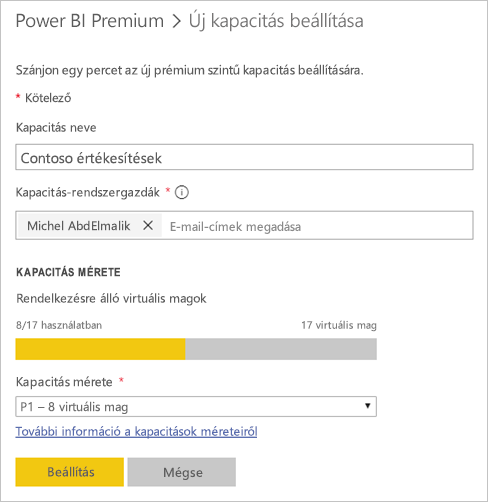 Power BI Premium > Új kapacitás beállítása
Szánjon egy percet az új prémium szintű kapacitás beállítására.
* Kötelező
Kapacitás neve
Contoso értékesítések
Kapacitás-rendszergazdák *
Michel AbdElmalik E-mail-címek megadása
KAPACITÁS MÉRETE
Rendelkezésre álló virtuális magok
8/17 használatban 17 virtuális mag
Kapacitás mérete *
P1 – 8 virtuális mag
További információ a kapacitások méreteiről
Beállítás Mégse